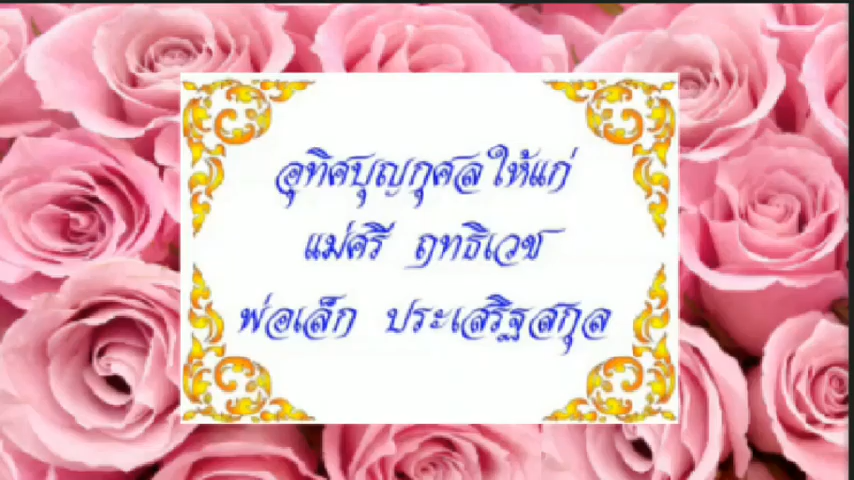 อุทิศบุญกุศลให้แก่
แม่ศรี ฤทธิเวช
พ่อเล็ก ประเสริฐสกุล